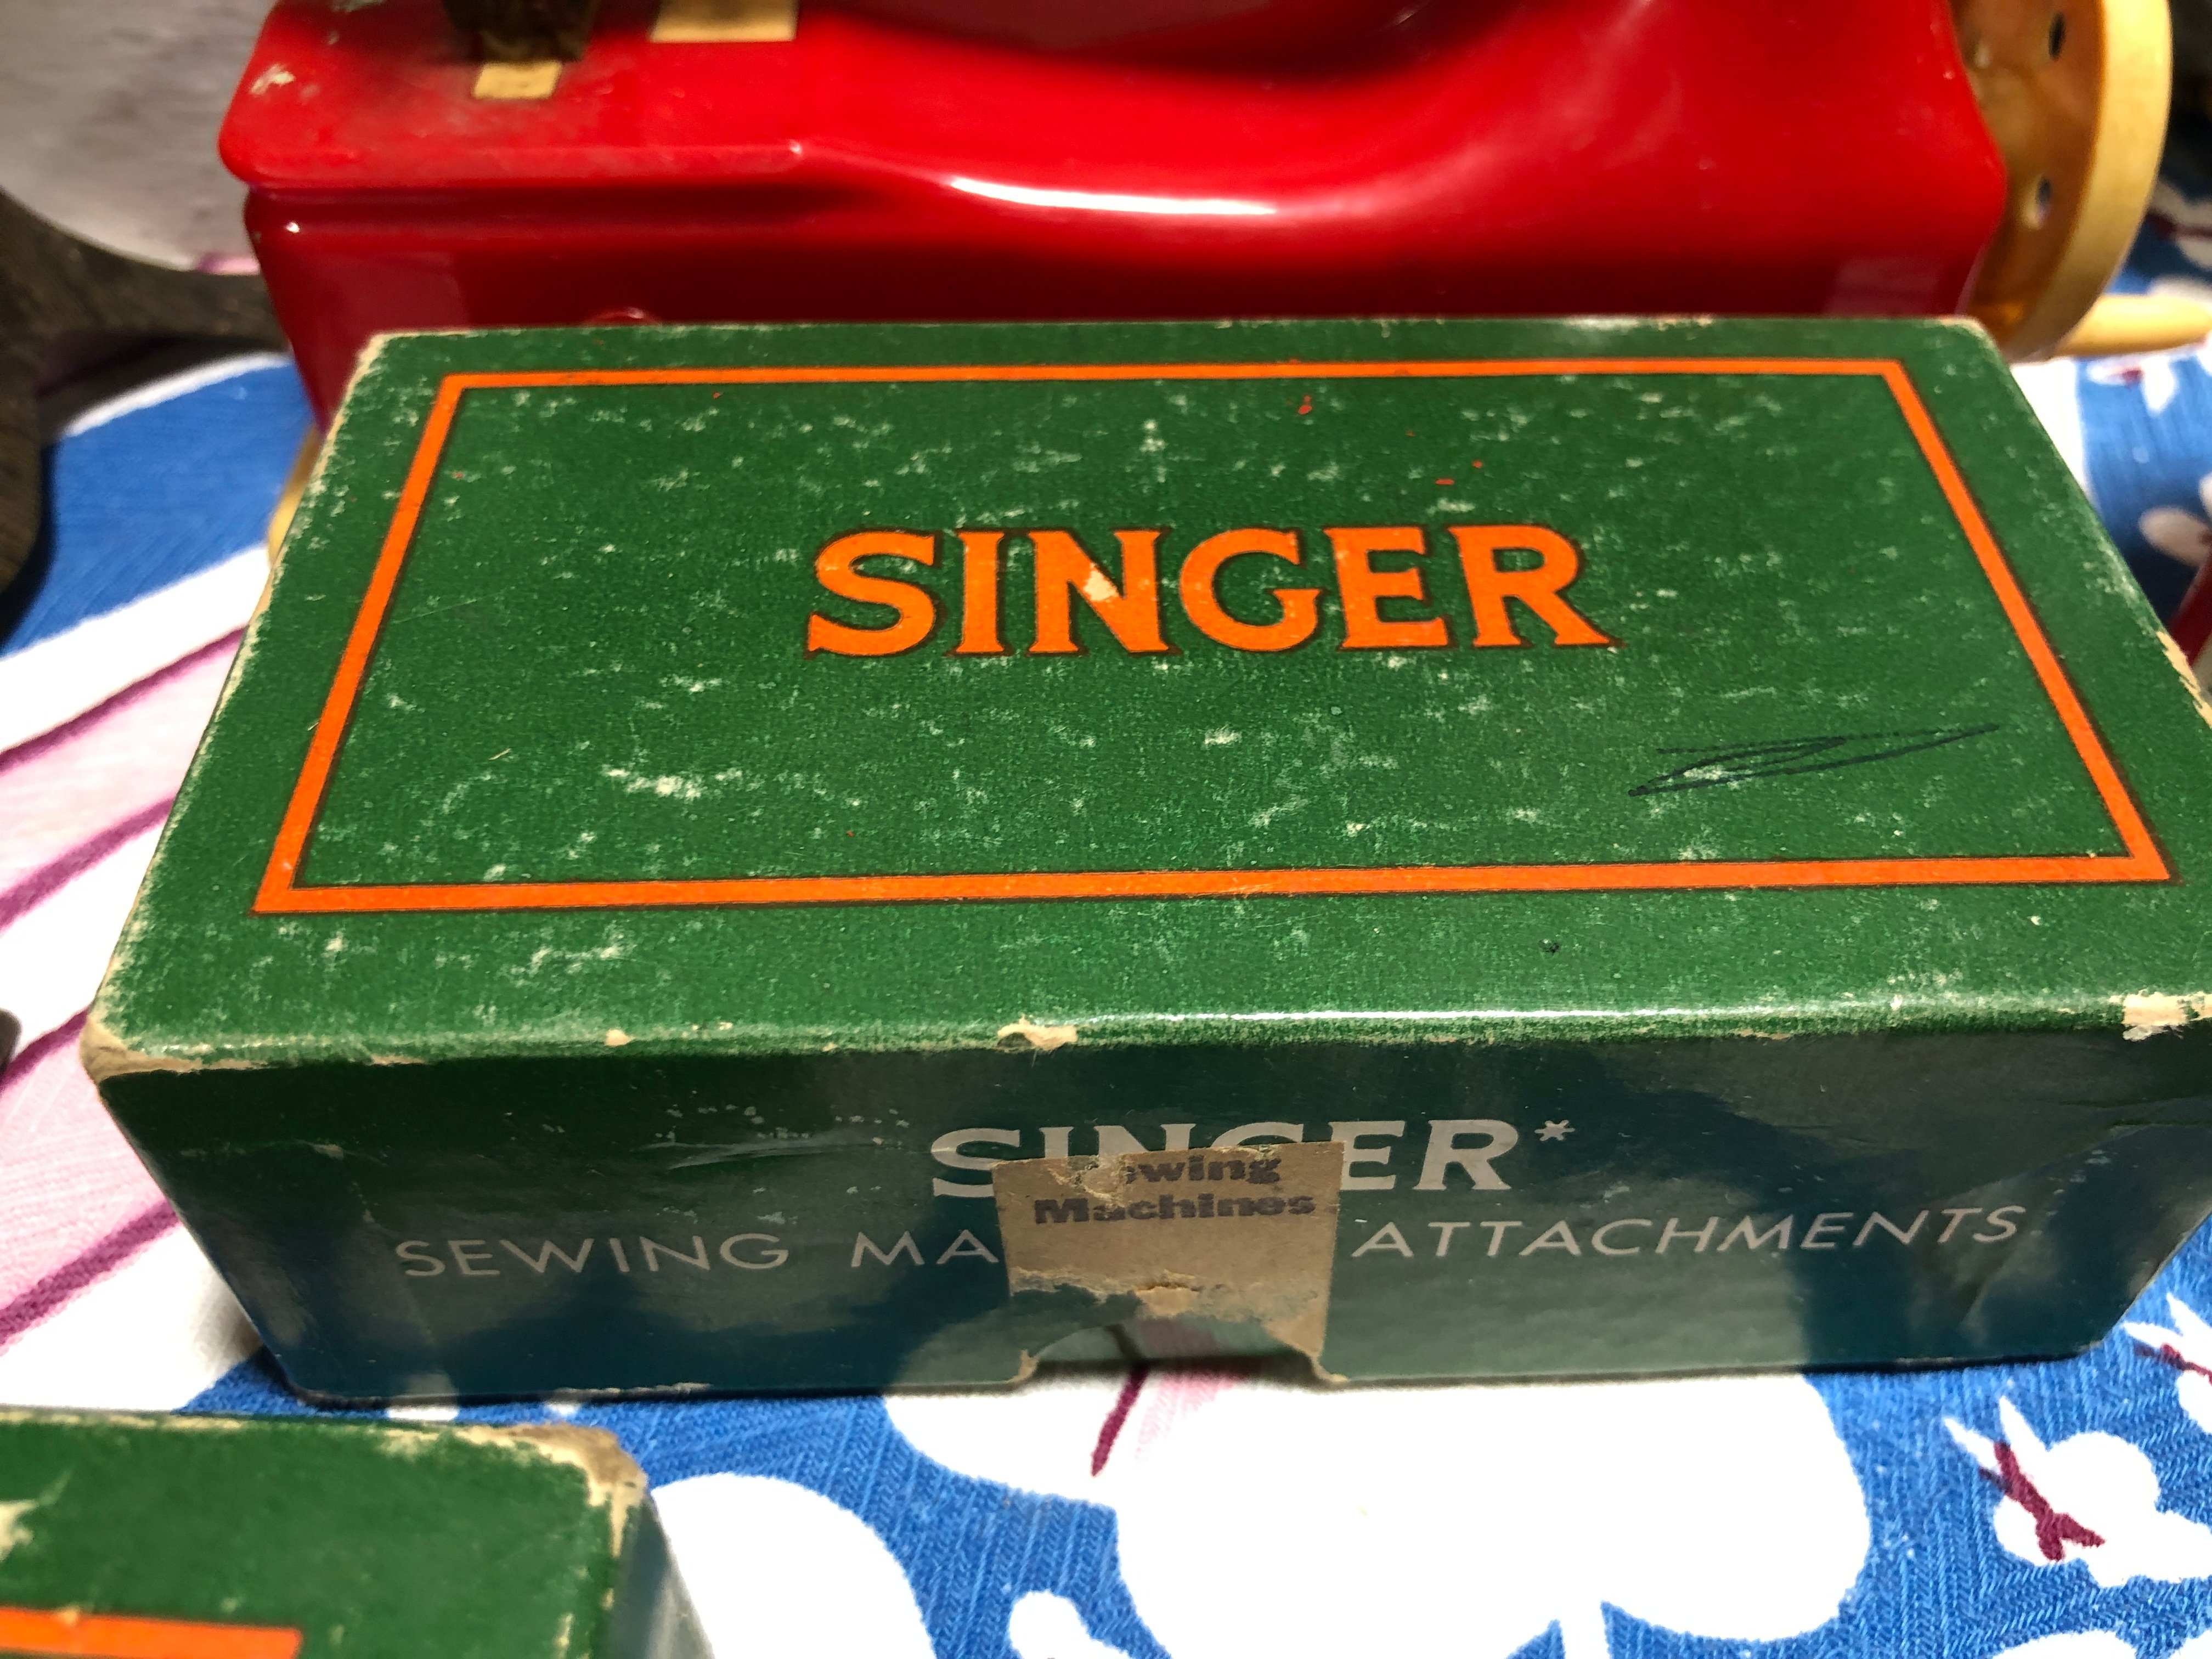 SINGER
SINGER*
SEWING MA ATTACHMENTS
Sewing
Machines